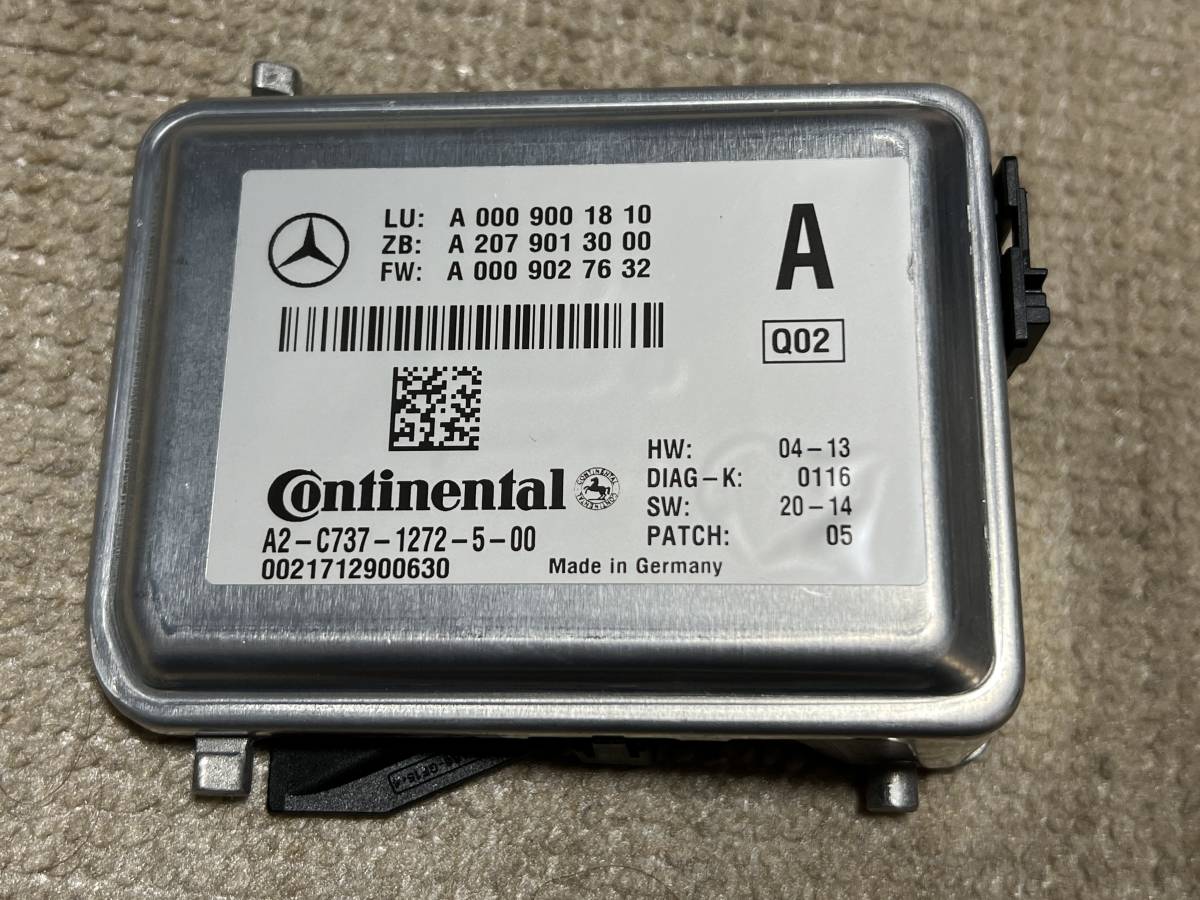 LU: A 000 900 18 10
ZB: A 207 901 30 00
FW: A 000 902 76 32
A
Q02
HW: 04-13
DIAG-K: 0116
SW: 20-14
PATCH: 05
Continental
A2-C737-1272-5-00
0021712900630
Made in Germany